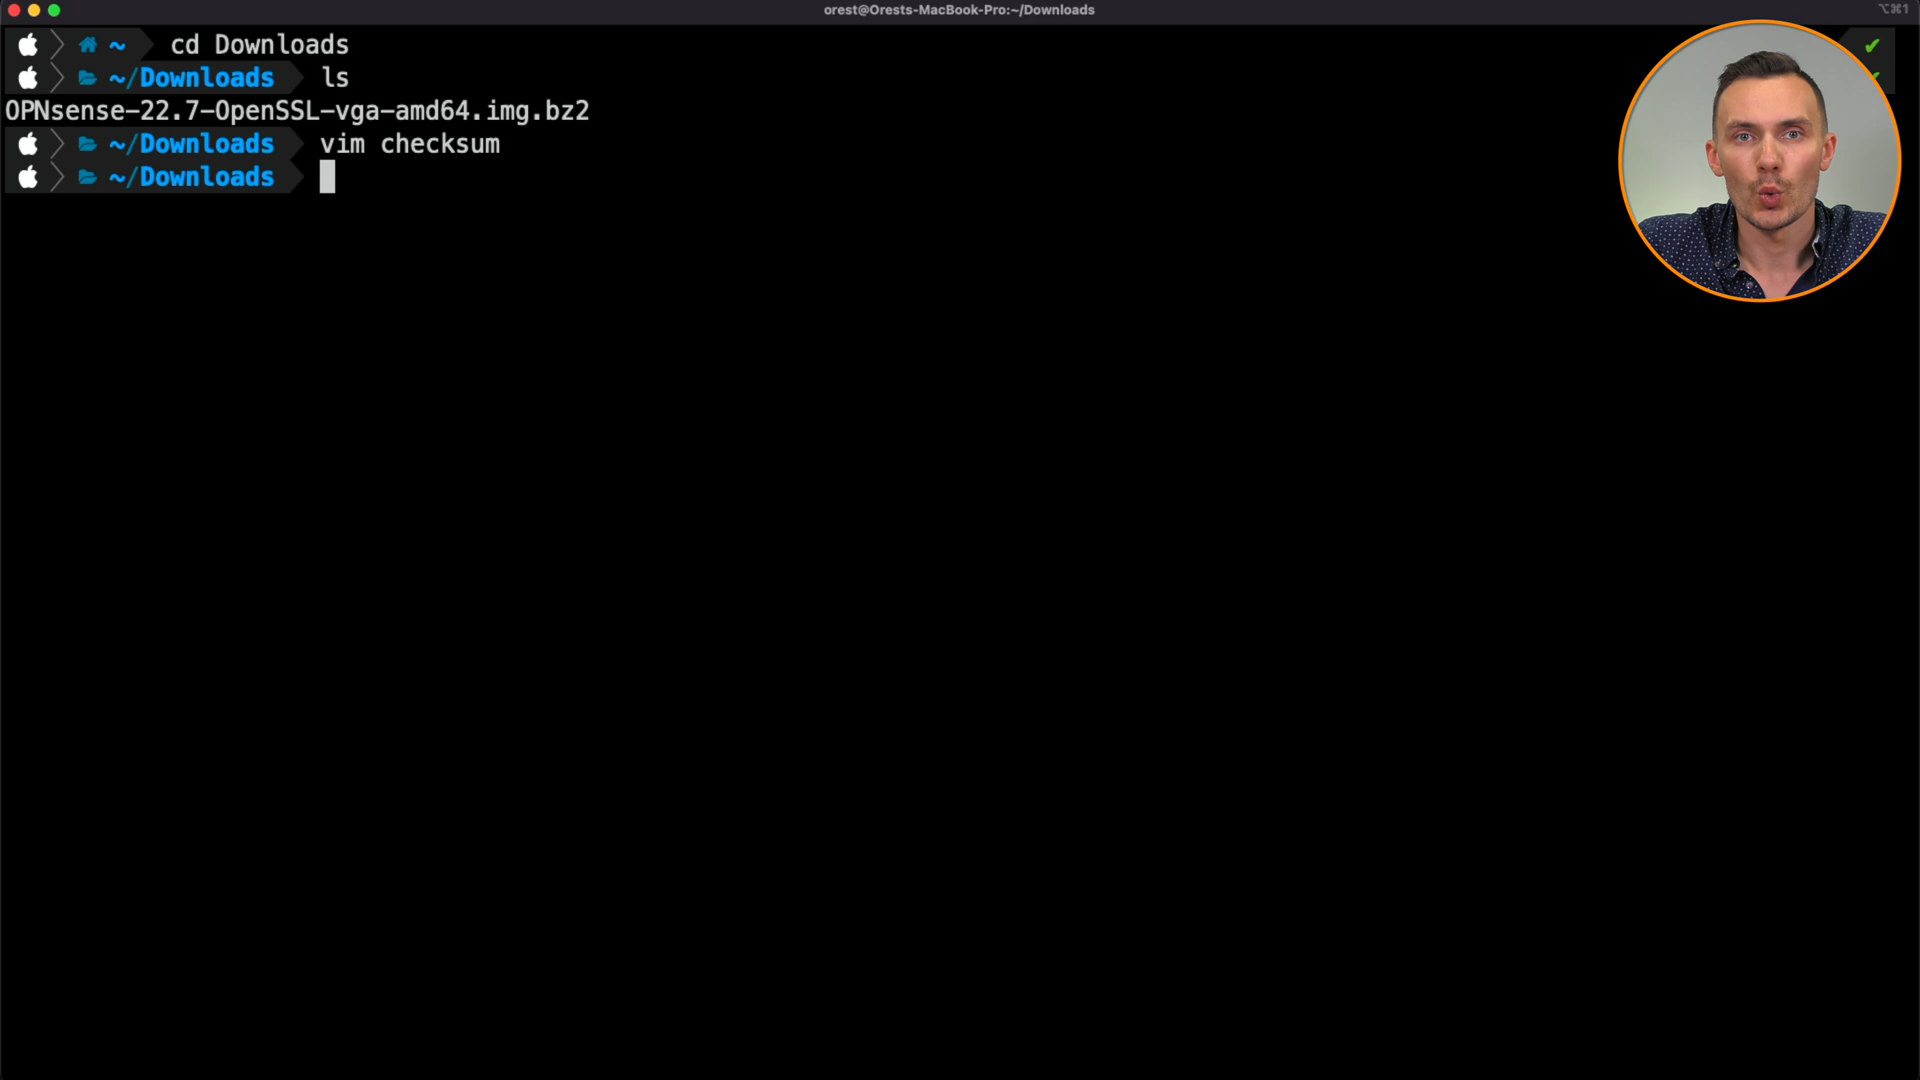 orest@Orests-MacBook-Pro:~/Downloads
⌥⌘1
~ cd Downloads
~/Downloads ls
OPNsense-22.7-OpenSSL-vga-amd64.img.bz2
~/Downloads vim checksum
~/Downloads